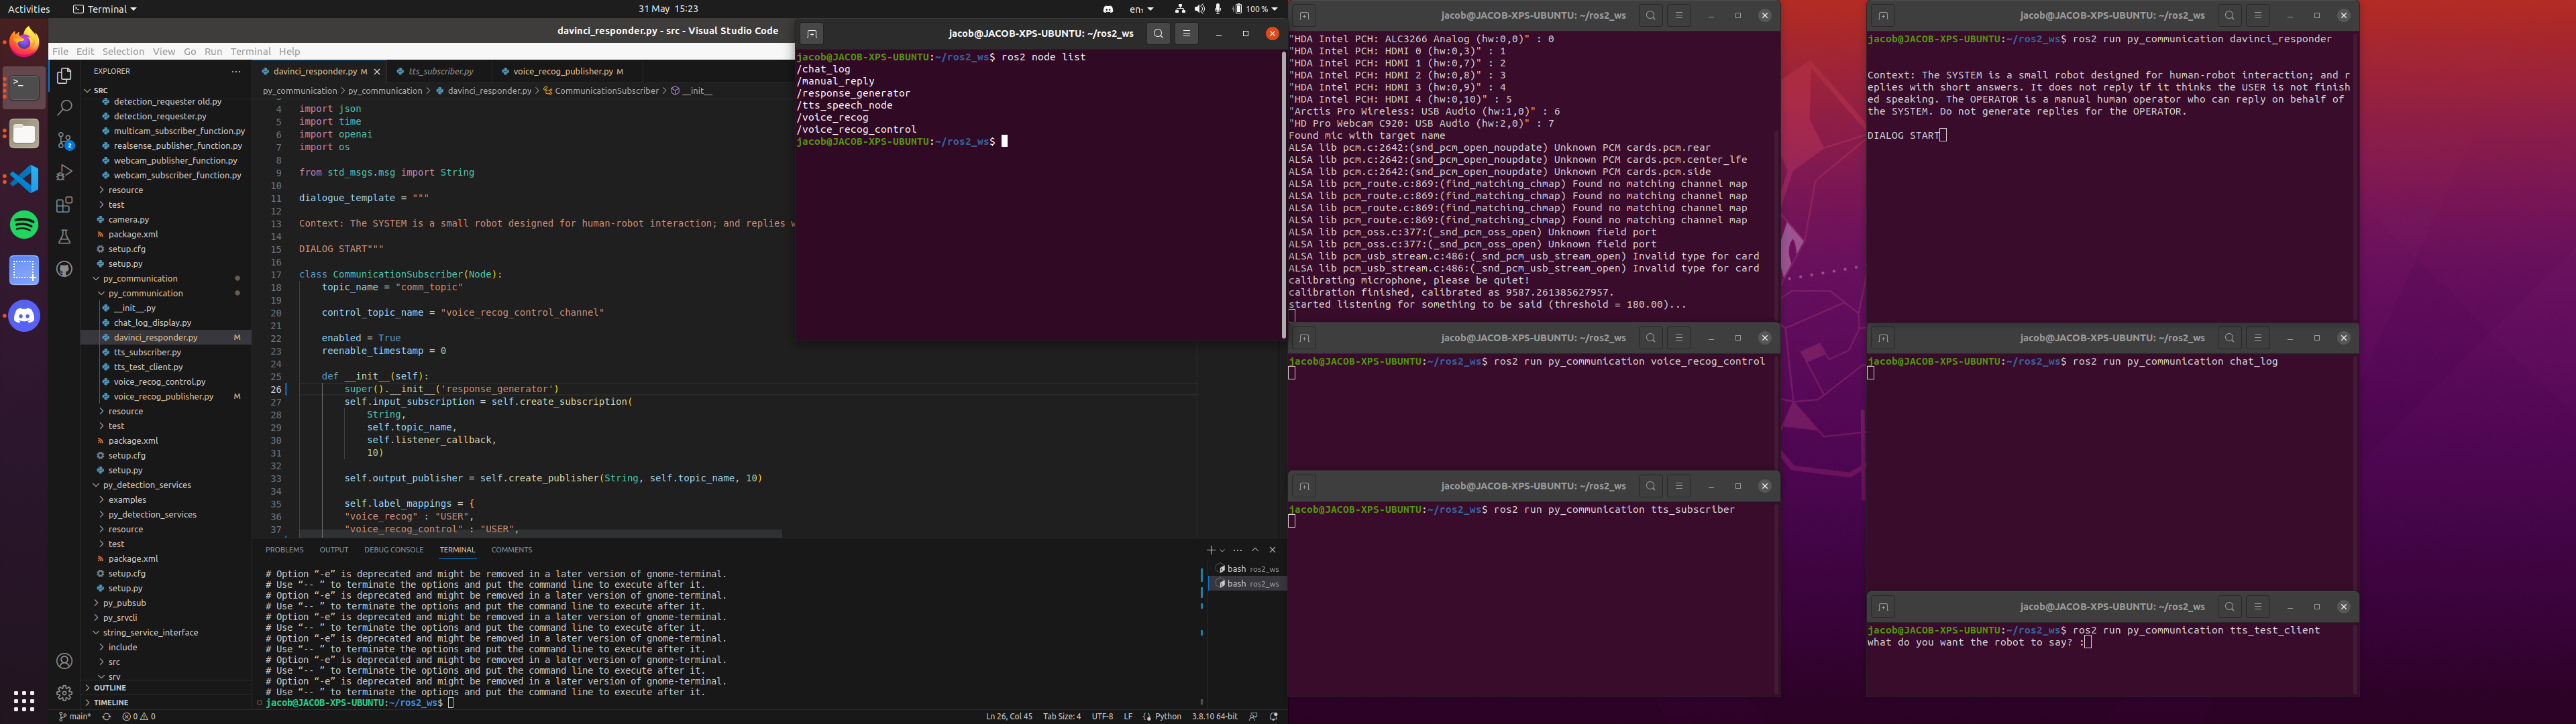 Activities
Terminal
31 May 15:23
en₁
100 %
davinci_responder.py - src - Visual Studio Code
File Edit Selection View Go Run Terminal Help
EXPLORER
SRC
detection_requester old.py
detection_requester.py
multicam_subscriber_function.py
realsense_publisher_function.py
webcam_publisher_function.py
webcam_subscriber_function.py
resource
test
camera.py
package.xml
setup.cfg
setup.py
py_communication
py_communication
__init__.py
chat_log_display.py
davinci_responder.py M
tts_subscriber.py
tts_test_client.py
voice_recog_control.py
voice_recog_publisher.py M
resource
test
package.xml
setup.cfg
setup.py
py_detection_services
examples
py_detection_services
resource
test
package.xml
setup.cfg
setup.py
py_pubsub
py_srvcli
string_service_interface
include
src
srv
OUTLINE
TIMELINE
2
davinci_responder.py M
tts_subscriber.py
voice_recog_publisher.py M
py_communication > py_communication > davinci_responder.py > CommunicationSubscriber > __init__
4 import json
5 import time
6 import openai
7 import os
8
9 from std_msgs.msg import String
10
11 dialogue_template = """
12
13 Context: The SYSTEM is a small robot designed for human-robot interaction; and replies w
14
15 DIALOG START"""
16
17 class CommunicationSubscriber(Node):
18 topic_name = "comm_topic"
19
20 control_topic_name = "voice_recog_control_channel"
21
22 enabled = True
23 reenable_timestamp = 0
24
25 def __init__(self):
26 super().__init__('response_generator')
27 self.input_subscription = self.create_subscription(
28 String,
29 self.topic_name,
30 self.listener_callback,
31 10)
32
33 self.output_publisher = self.create_publisher(String, self.topic_name, 10)
34
35 self.label_mappings = {
36 "voice_recog" : "USER",
37 "voice_recog_control" : "USER",
PROBLEMS OUTPUT DEBUG CONSOLE TERMINAL COMMENTS
# Option “-e” is deprecated and might be removed in a later version of gnome-terminal.
# Use “-- ” to terminate the options and put the command line to execute after it.
# Option “-e” is deprecated and might be removed in a later version of gnome-terminal.
# Use “-- ” to terminate the options and put the command line to execute after it.
# Option “-e” is deprecated and might be removed in a later version of gnome-terminal.
# Use “-- ” to terminate the options and put the command line to execute after it.
# Option “-e” is deprecated and might be removed in a later version of gnome-terminal.
# Use “-- ” to terminate the options and put the command line to execute after it.
# Option “-e” is deprecated and might be removed in a later version of gnome-terminal.
# Use “-- ” to terminate the options and put the command line to execute after it.
# Option “-e” is deprecated and might be removed in a later version of gnome-terminal.
# Use “-- ” to terminate the options and put the command line to execute after it.
jacob@JACOB-XPS-UBUNTU:~/ros2_ws$
bash ros2_ws
bash ros2_ws
main* 0 0
Ln 26, Col 45 Tab Size: 4 UTF-8 LF Python 3.8.10 64-bit
jacob@JACOB-XPS-UBUNTU: ~/ros2_ws
jacob@JACOB-XPS-UBUNTU:~/ros2_ws$ ros2 node list
/chat_log
/manual_reply
/response_generator
/tts_speech_node
/voice_recog
/voice_recog_control
jacob@JACOB-XPS-UBUNTU:~/ros2_ws$
jacob@JACOB-XPS-UBUNTU: ~/ros2_ws
"HDA Intel PCH: ALC3266 Analog (hw:0,0)" : 0
"HDA Intel PCH: HDMI 0 (hw:0,3)" : 1
"HDA Intel PCH: HDMI 1 (hw:0,7)" : 2
"HDA Intel PCH: HDMI 2 (hw:0,8)" : 3
"HDA Intel PCH: HDMI 3 (hw:0,9)" : 4
"HDA Intel PCH: HDMI 4 (hw:0,10)" : 5
"Arctis Pro Wireless: USB Audio (hw:1,0)" : 6
"HD Pro Webcam C920: USB Audio (hw:2,0)" : 7
Found mic with target name
ALSA lib pcm.c:2642:(snd_pcm_open_noupdate) Unknown PCM cards.pcm.rear
ALSA lib pcm.c:2642:(snd_pcm_open_noupdate) Unknown PCM cards.pcm.center_lfe
ALSA lib pcm.c:2642:(snd_pcm_open_noupdate) Unknown PCM cards.pcm.side
ALSA lib pcm_route.c:869:(find_matching_chmap) Found no matching channel map
ALSA lib pcm_route.c:869:(find_matching_chmap) Found no matching channel map
ALSA lib pcm_route.c:869:(find_matching_chmap) Found no matching channel map
ALSA lib pcm_route.c:869:(find_matching_chmap) Found no matching channel map
ALSA lib pcm_oss.c:377:(_snd_pcm_oss_open) Unknown field port
ALSA lib pcm_oss.c:377:(_snd_pcm_oss_open) Unknown field port
ALSA lib pcm_usb_stream.c:486:(_snd_pcm_usb_stream_open) Invalid type for card
ALSA lib pcm_usb_stream.c:486:(_snd_pcm_usb_stream_open) Invalid type for card
calibrating microphone, please be quiet!
calibration finished, calibrated as 9587.261385627957.
started listening for something to be said (threshold = 180.00)...
jacob@JACOB-XPS-UBUNTU: ~/ros2_ws
jacob@JACOB-XPS-UBUNTU:~/ros2_ws$ ros2 run py_communication voice_recog_control
jacob@JACOB-XPS-UBUNTU: ~/ros2_ws
jacob@JACOB-XPS-UBUNTU:~/ros2_ws$ ros2 run py_communication tts_subscriber
jacob@JACOB-XPS-UBUNTU: ~/ros2_ws
jacob@JACOB-XPS-UBUNTU:~/ros2_ws$ ros2 run py_communication davinci_responder
Context: The SYSTEM is a small robot designed for human-robot interaction; and r
eplies with short answers. It does not reply if it thinks the USER is not finish
ed speaking. The OPERATOR is a manual human operator who can reply on behalf of
the SYSTEM. Do not generate replies for the OPERATOR.
DIALOG START
jacob@JACOB-XPS-UBUNTU: ~/ros2_ws
jacob@JACOB-XPS-UBUNTU:~/ros2_ws$ ros2 run py_communication chat_log
jacob@JACOB-XPS-UBUNTU: ~/ros2_ws
jacob@JACOB-XPS-UBUNTU:~/ros2_ws$ ros2 run py_communication tts_test_client
what do you want the robot to say? :